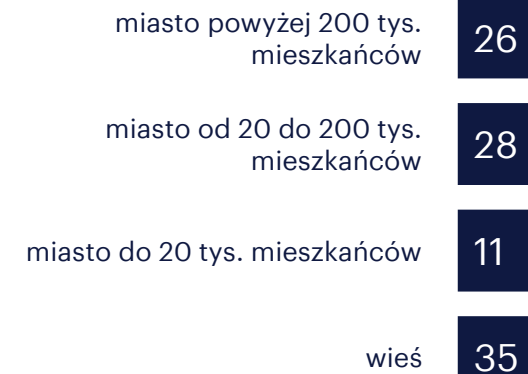 miasto powyżej 200 tys.
mieszkańców
26
miasto od 20 do 200 tys.
mieszkańców
28
miasto do 20 tys. mieszkańców
11
wieś
35